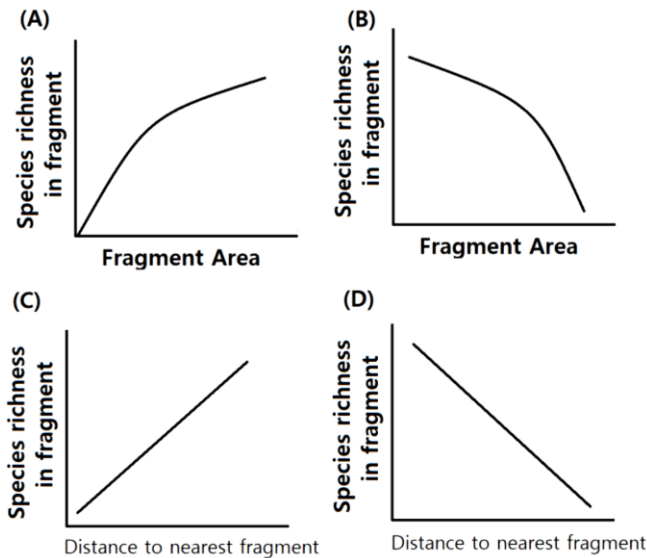 (A)
Species richness
in fragment
Fragment Area
(B)
Species richness
in fragment
Fragment Area
(C)
Species richness
in fragment
Distance to nearest fragment
(D)
Species richness
in fragment
Distance to nearest fragment